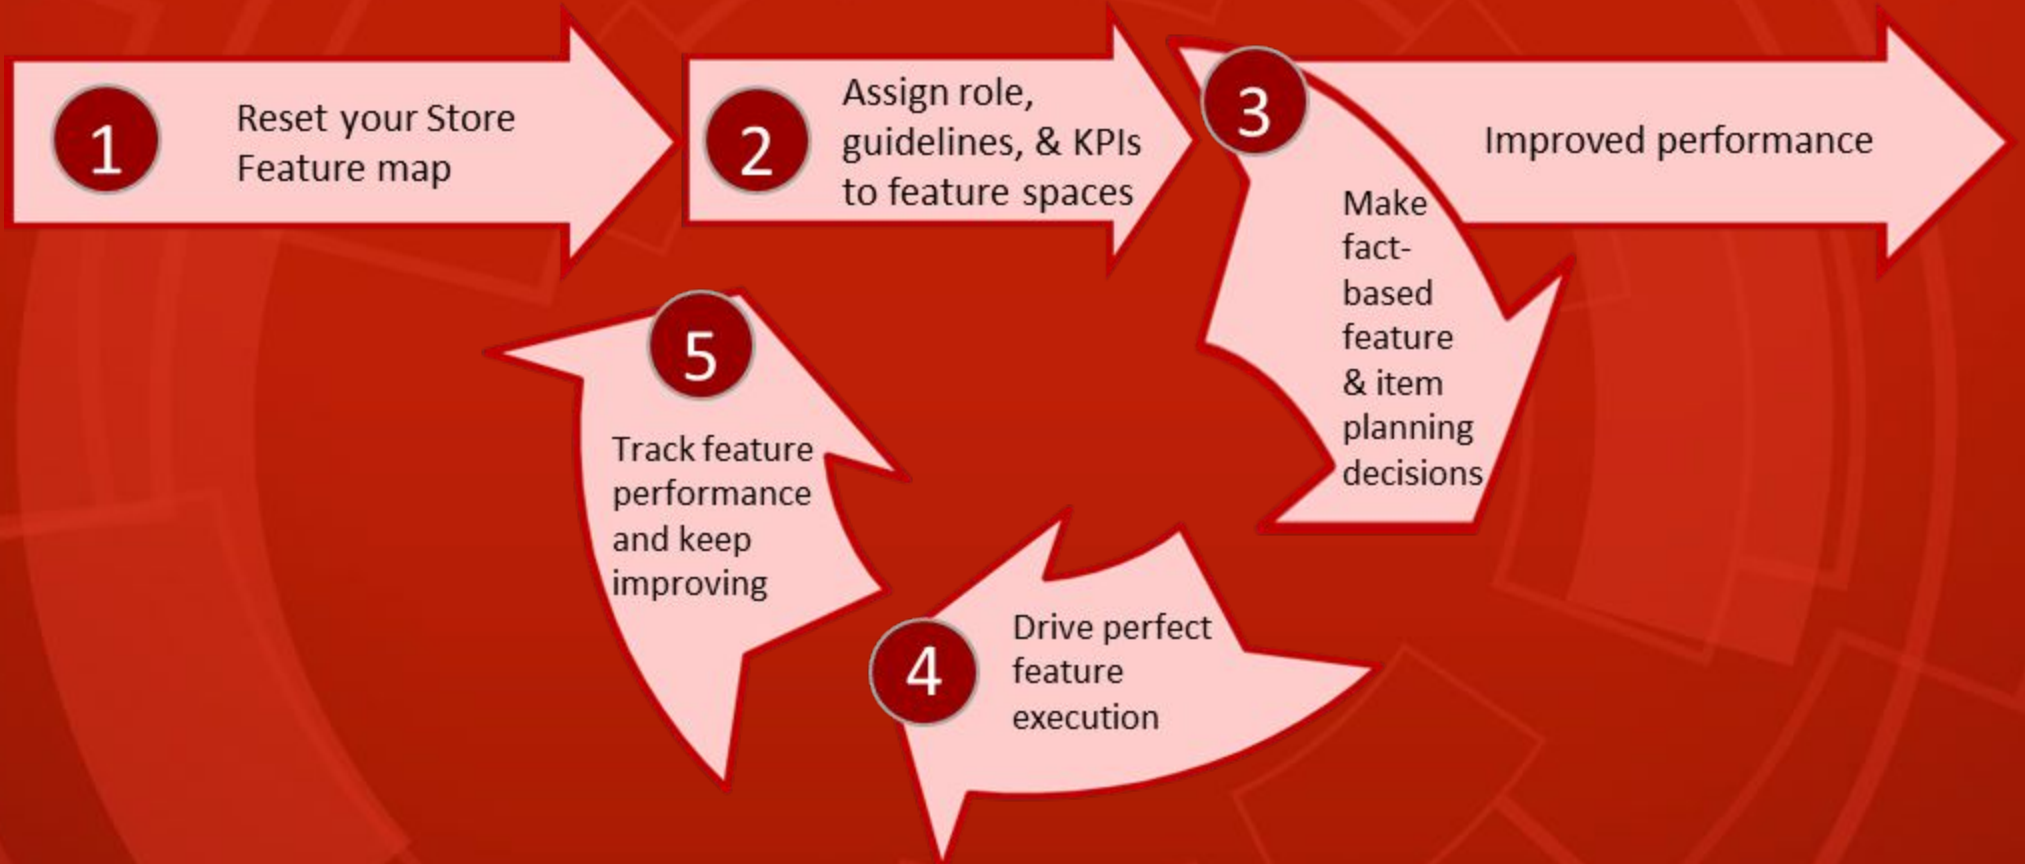 1
Reset your Store
Feature map
2
Assign role,
guidelines, & KPIs
to feature spaces
3
Make
fact-
based
feature
& item
planning
decisions
Improved performance
4
Drive perfect
feature
execution
5
Track feature
performance
and keep
improving